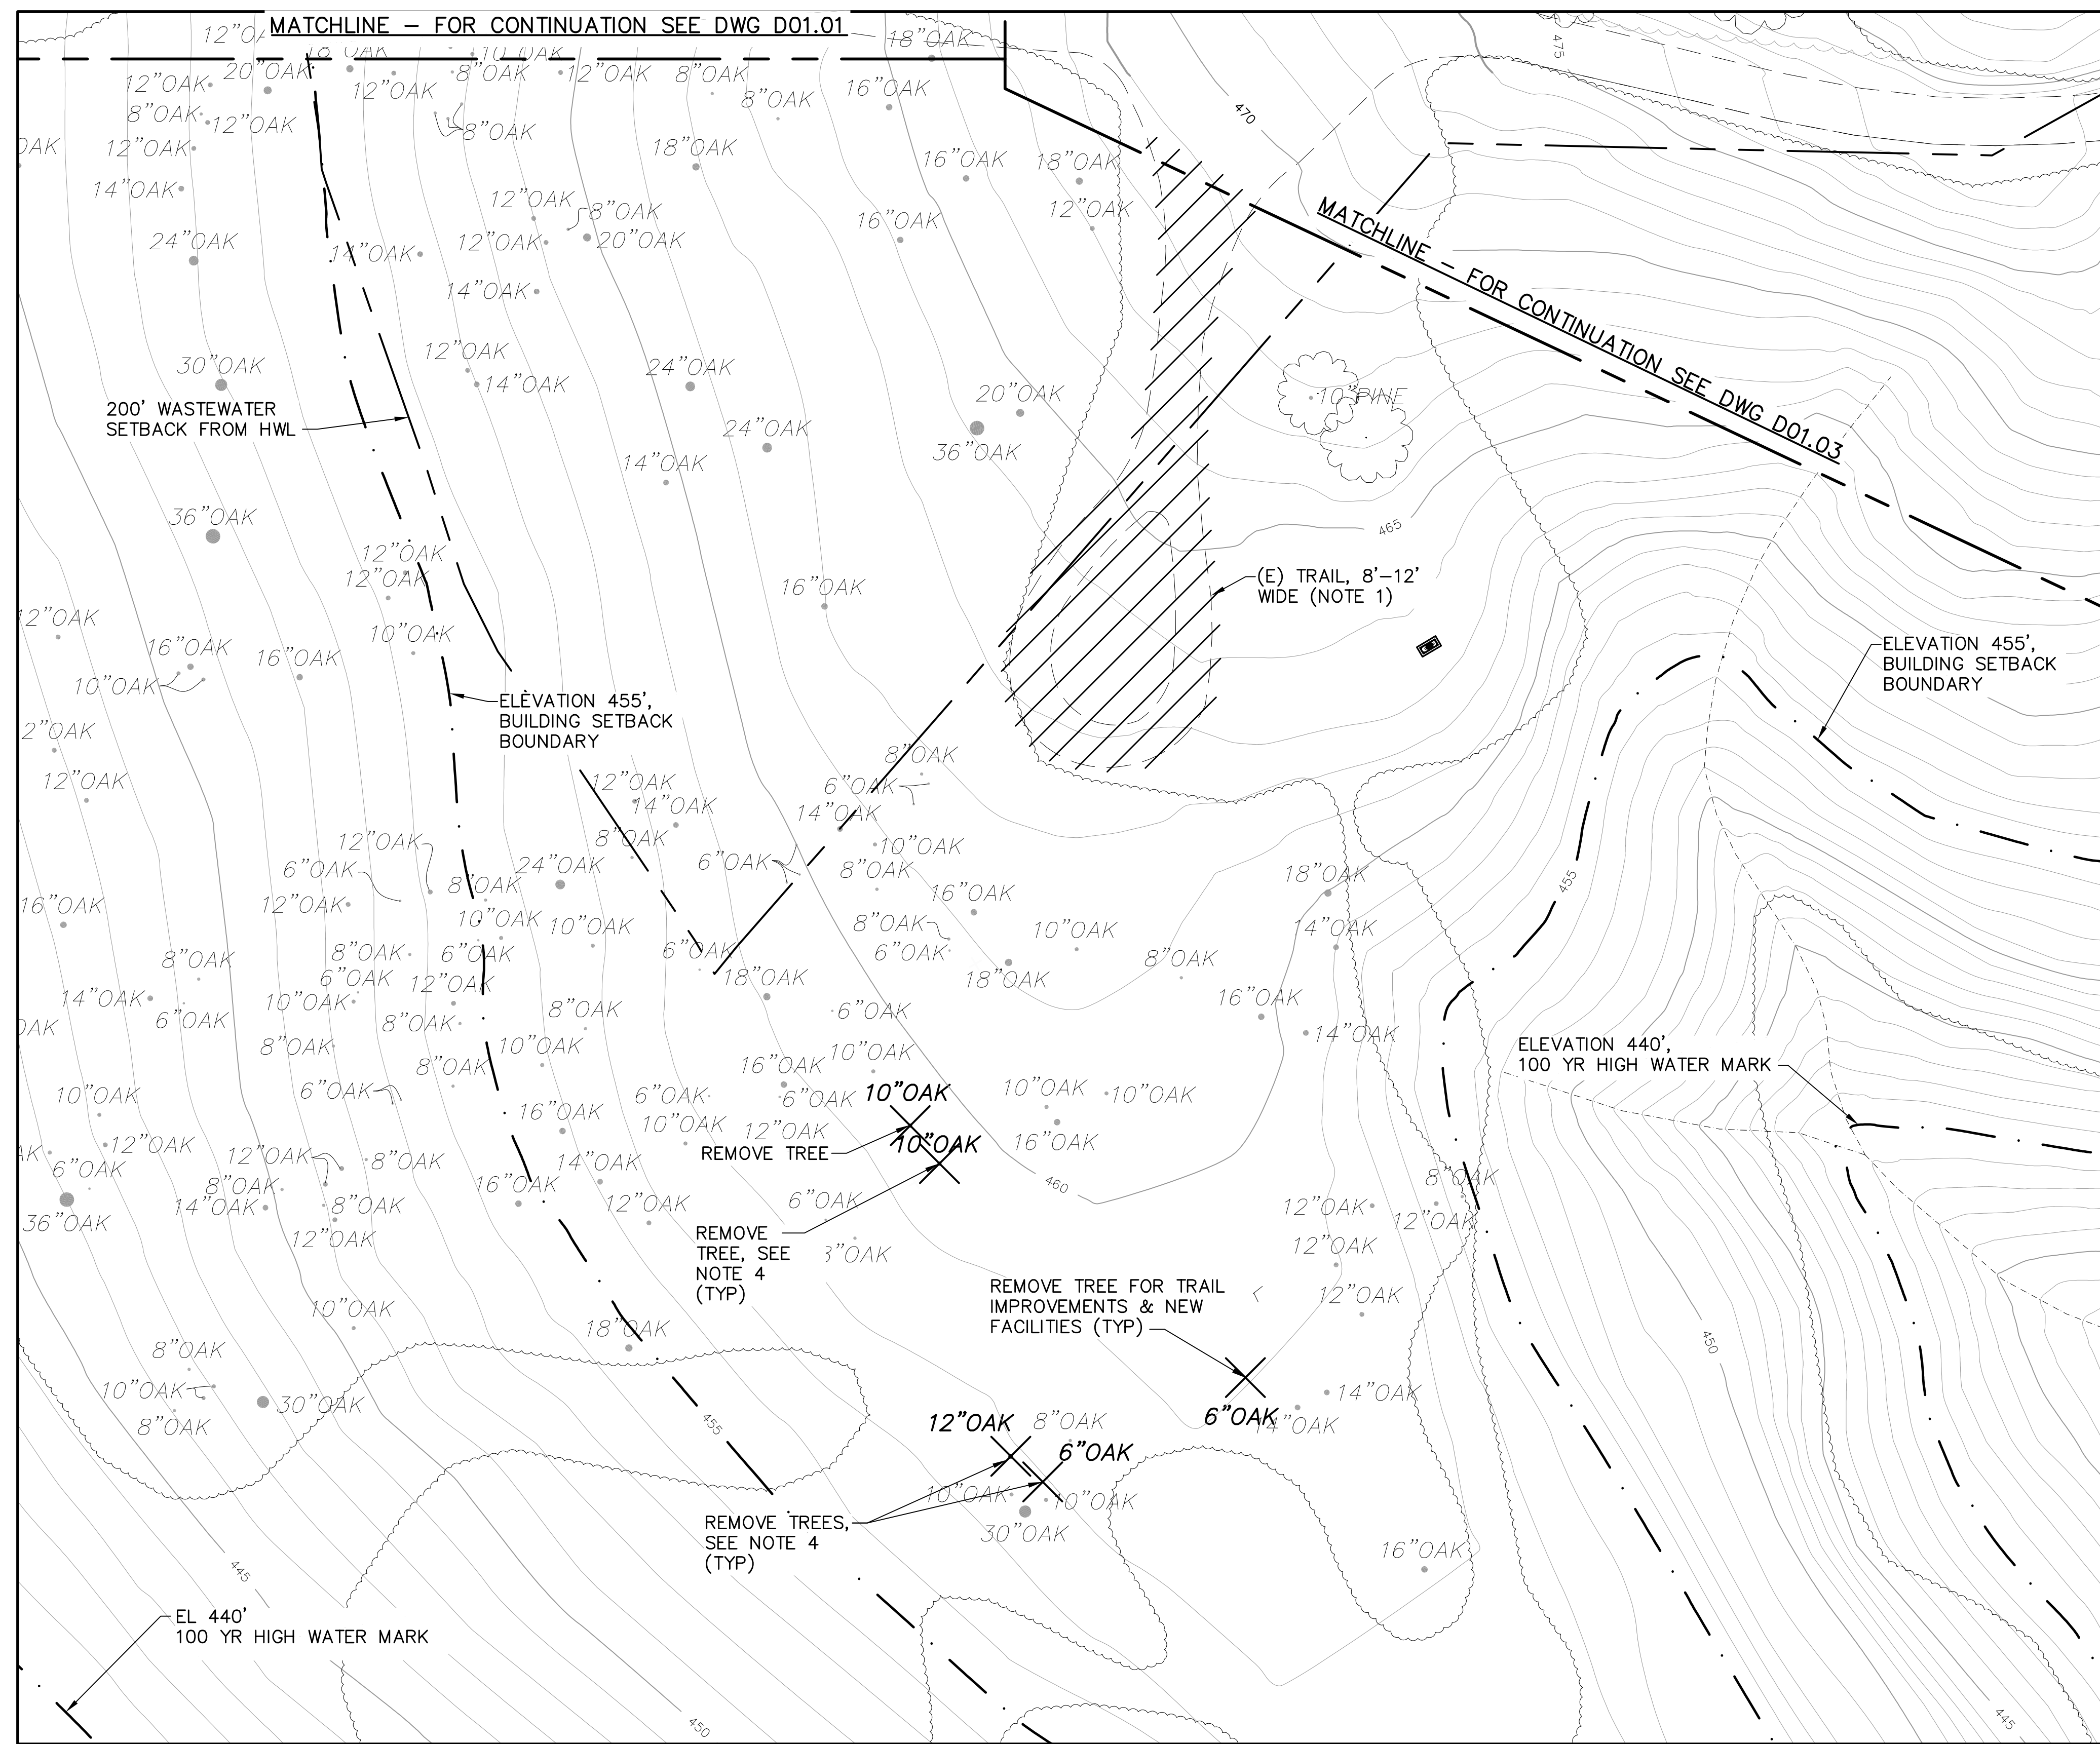 MATCHLINE – FOR CONTINUATION SEE DWG D01.01
18"OAK
20"OAK
8"OAK
12"OAK
8"OAK
12"OAK
12"OAK
16"OAK
8"OAK
8"OAK
12"OAK
8"OAK
475
470
12"OAK
18"OAK
16"OAK
18"OAK
14"OAK
12"OAK
8"OAK
16"OAK
12"OAK
24"OAK
14"OAK
12"OAK
20"OAK
14"OAK
MATCHLINE – FOR CONTINUATION SEE DWG D01.03
30"OAK
12"OAK
14"OAK
24"OAK
20"OAK
10"PINE
200' WASTEWATER
SETBACK FROM HWL
24"OAK
36"OAK
14"OAK
36"OAK
465
12"OAK
12"OAK
16"OAK
(E) TRAIL, 8'–12'
WIDE (NOTE 1)
12"OAK
10"OAK
16"OAK
16"OAK
10"OAK
ELEVATION 455',
BUILDING SETBACK
BOUNDARY
ELEVATION 455',
BUILDING SETBACK
BOUNDARY
12"OAK
8"OAK
12"OAK
6"OAK
14"OAK
14"OAK
12"OAK
8"OAK
10"OAK
6"OAK
24"OAK
6"OAK
8"OAK
18"OAK
455
16"OAK
12"OAK
8"OAK
16"OAK
10"OAK
10"OAK
8"OAK
10"OAK
14"OAK
8"OAK
8"OAK
6"OAK
6"OAK
6"OAK
8"OAK
6"OAK
12"OAK
18"OAK
18"OAK
14"OAK
10"OAK
16"OAK
6"OAK
8"OAK
8"OAK
6"OAK
14"OAK
8"OAK
10"OAK
10"OAK
ELEVATION 440',
100 YR HIGH WATER MARK
8"OAK
16"OAK
10"OAK
6"OAK
6"OAK
6"OAK
10"OAK
10"OAK
10"OAK
16"OAK
10"OAK
12"OAK
12"OAK
12"OAK
8"OAK
REMOVE TREE
10"OAK
16"OAK
6"OAK
14"OAK
8"OAK
8"OAK
16"OAK
460
14"OAK
8"OAK
12"OAK
6"OAK
12"OAK
12"OAK
36"OAK
12"OAK
REMOVE
TREE, SEE
NOTE 4
(TYP)
12"OAK
REMOVE TREE FOR TRAIL
IMPROVEMENTS & NEW
FACILITIES (TYP)
12"OAK
10"OAK
18"OAK
450
8"OAK
10"OAK
30"OAK
14"OAK
8"OAK
455
12"OAK
8"OAK
6"OAK
14"OAK
6"OAK
10"OAK
10"OAK
30"OAK
REMOVE TREES,
SEE NOTE 4
(TYP)
16"OAK
445
EL 440'
100 YR HIGH WATER MARK
450
445